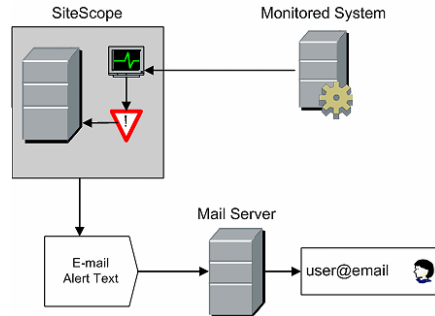 SiteScope
Monitored System
!
Mail Server
E-mail
Alert Text
user@email